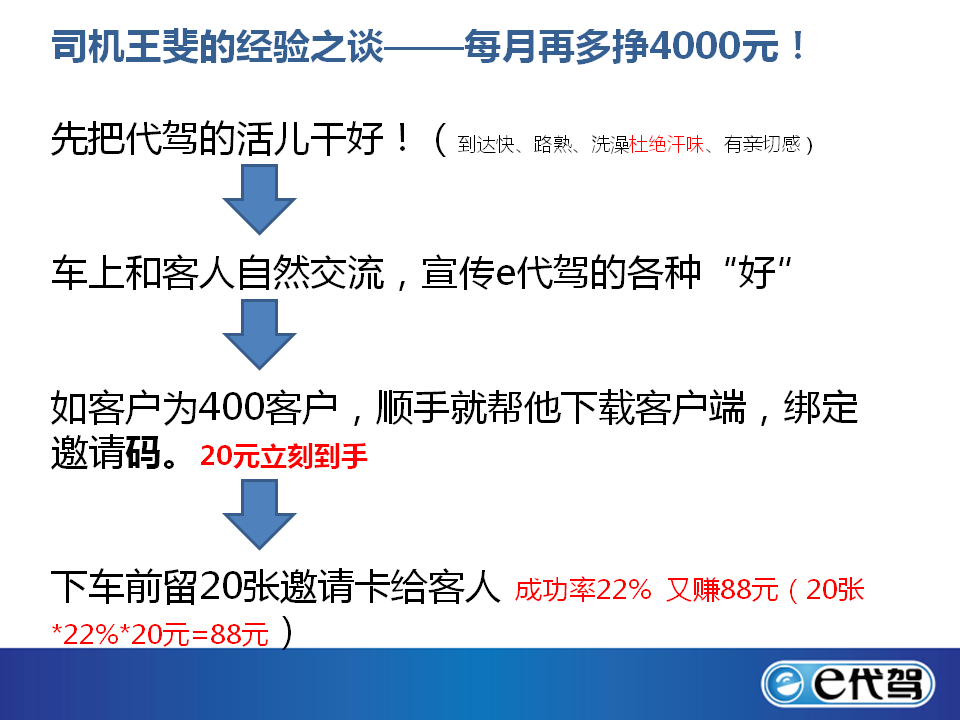 司机王斐的经验之谈——每月再多挣4000元！
先把代驾的活儿干好！（到达快、路熟、洗澡杜绝汗味、有亲切感）
车上和客人自然交流，宣传e代驾的各种“好”
如客户为400客户，顺手就帮他下载客户端，绑定
邀请码。20元立刻到手
下车前留20张邀请卡给客人 成功率22% 又赚88元（20张
*22%*20元=88元）
e代驾